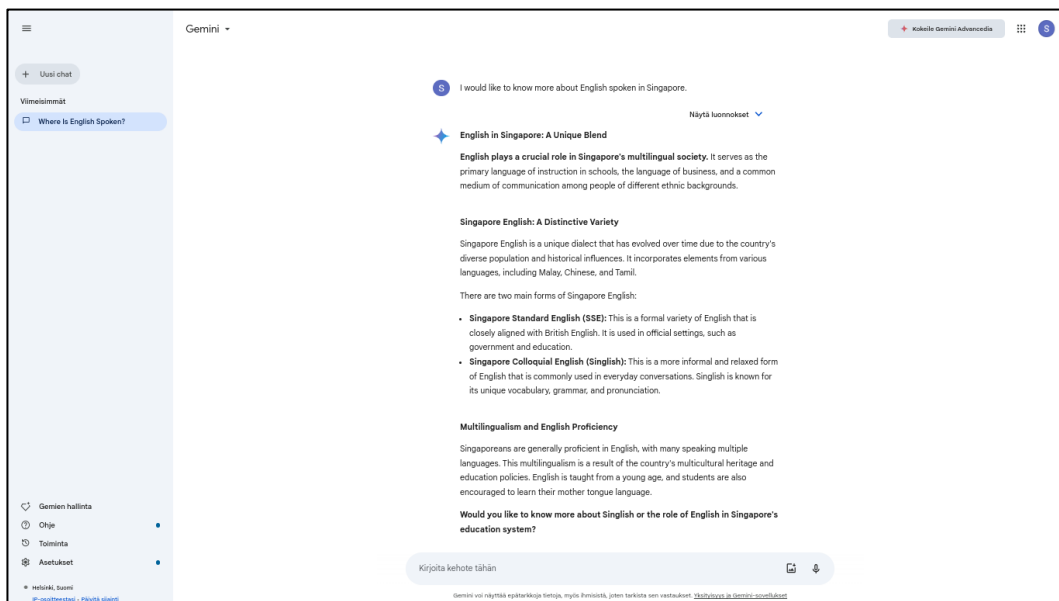 Gemini
Kokeile Gemini Advancedia
S
Uusi chat
Viimeisimmät
Where Is English Spoken?
S
I would like to know more about English spoken in Singapore.
Näytä luonnokset
English in Singapore: A Unique Blend
English plays a crucial role in Singapore's multilingual society. It serves as the
primary language of instruction in schools, the language of business, and a common
medium of communication among people of different ethnic backgrounds.
Singapore English: A Distinctive Variety
Singapore English is a unique dialect that has evolved over time due to the country's
diverse population and historical influences. It incorporates elements from various
languages, including Malay, Chinese, and Tamil.
There are two main forms of Singapore English:
• Singapore Standard English (SSE): This is a formal variety of English that is
closely aligned with British English. It is used in official settings, such as
government and education.
• Singapore Colloquial English (Singlish): This is a more informal and relaxed form
of English that is commonly used in everyday conversations. Singlish is known for
its unique vocabulary, grammar, and pronunciation.
Multilingualism and English Proficiency
Singaporeans are generally proficient in English, with many speaking multiple
languages. This multilingualism is a result of the country's multicultural heritage and
education policies. English is taught from a young age, and students are also
encouraged to learn their mother tongue language.
Would you like to know more about Singlish or the role of English in Singapore's
education system?
Gemien hallinta
Ohje
Toiminta
Asetukset
Helsinki, Suomi
IP-osoitteestasi - Päivitä sijainti
Kirjoita kehote tähän
Gemini voi näyttää epätarkkoja tietoja, myös ihmisistä, joten tarkista sen vastaukset. Yksityisyys ja Gemini-sovellukset